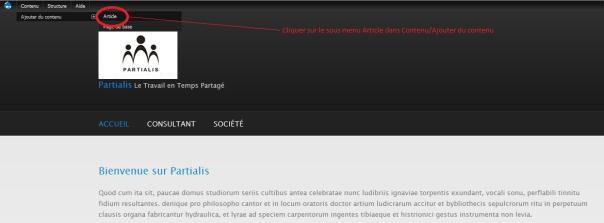 Contenu Structure Aide
Ajouter du contenu
Article
Page de base
Cliquer sur le sous menu Article dans Contenu/Ajouter du contenu
PARTIALIS
Partialis Le Travail en Temps Partagé
ACCUEIL CONSULTANT SOCIÉTÉ
Bienvenue sur Partialis
Quod cum ita sit, paucae domus studiorum seriis cultibus antea celebratae nunc ludibriis ignaviae torpentis exundant, vocali sonu, perflabili tinnitu
fidium resultantes. denique pro philosopho cantor et in locum oratoris doctor artium ludicrarum accitur et bybliothecis sepulcrorum ritu in perpetuum
clausis organa fabricantur hydraulica, et lyrae ad speciem carpentorum ingentes tibiaeque et histrionici gestus instrumenta non levia.